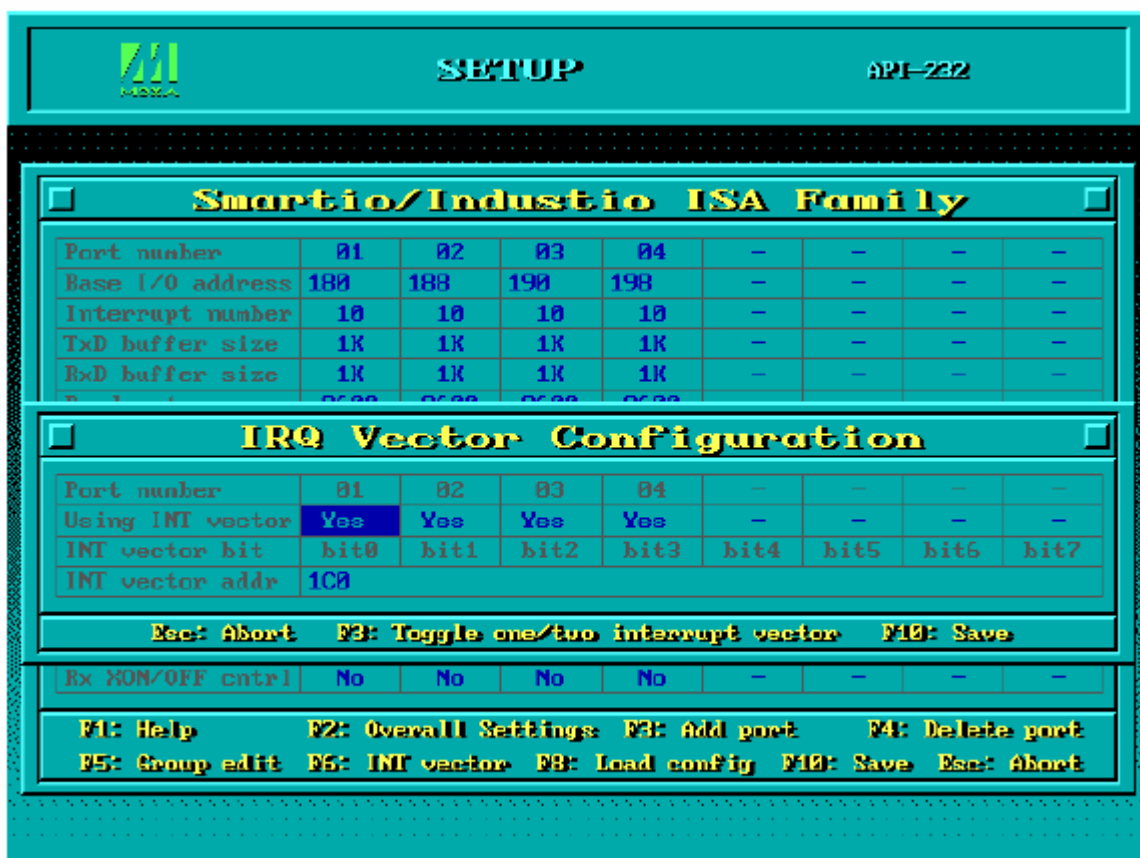 MOXA SETUP API-232
Smartio/Industio ISA Family
Port number 01 02 03 04 - - - -
Base I/O address 180 188 190 198 - - - -
Interrupt number 10 10 10 10 - - - -
TxD buffer size 1K 1K 1K 1K - - - -
RxD buffer size 1K 1K 1K 1K - - - -
IRQ Vector Configuration
Port number 01 02 03 04 - - - -
Using INT vector Yes Yes Yes Yes - - - -
INT vector bit bit0 bit1 bit2 bit3 bit4 bit5 bit6 bit7
INT vector addr 1C0
Esc: Abort F3: Toggle one/two interrupt vector F10: Save
Rx XON/OFF cntrl No No No No - - - -
F1: Help F2: Overall Settings F3: Add port F4: Delete port
F5: Group edit F6: INT vector F8: Load config F10: Save Esc: Abort